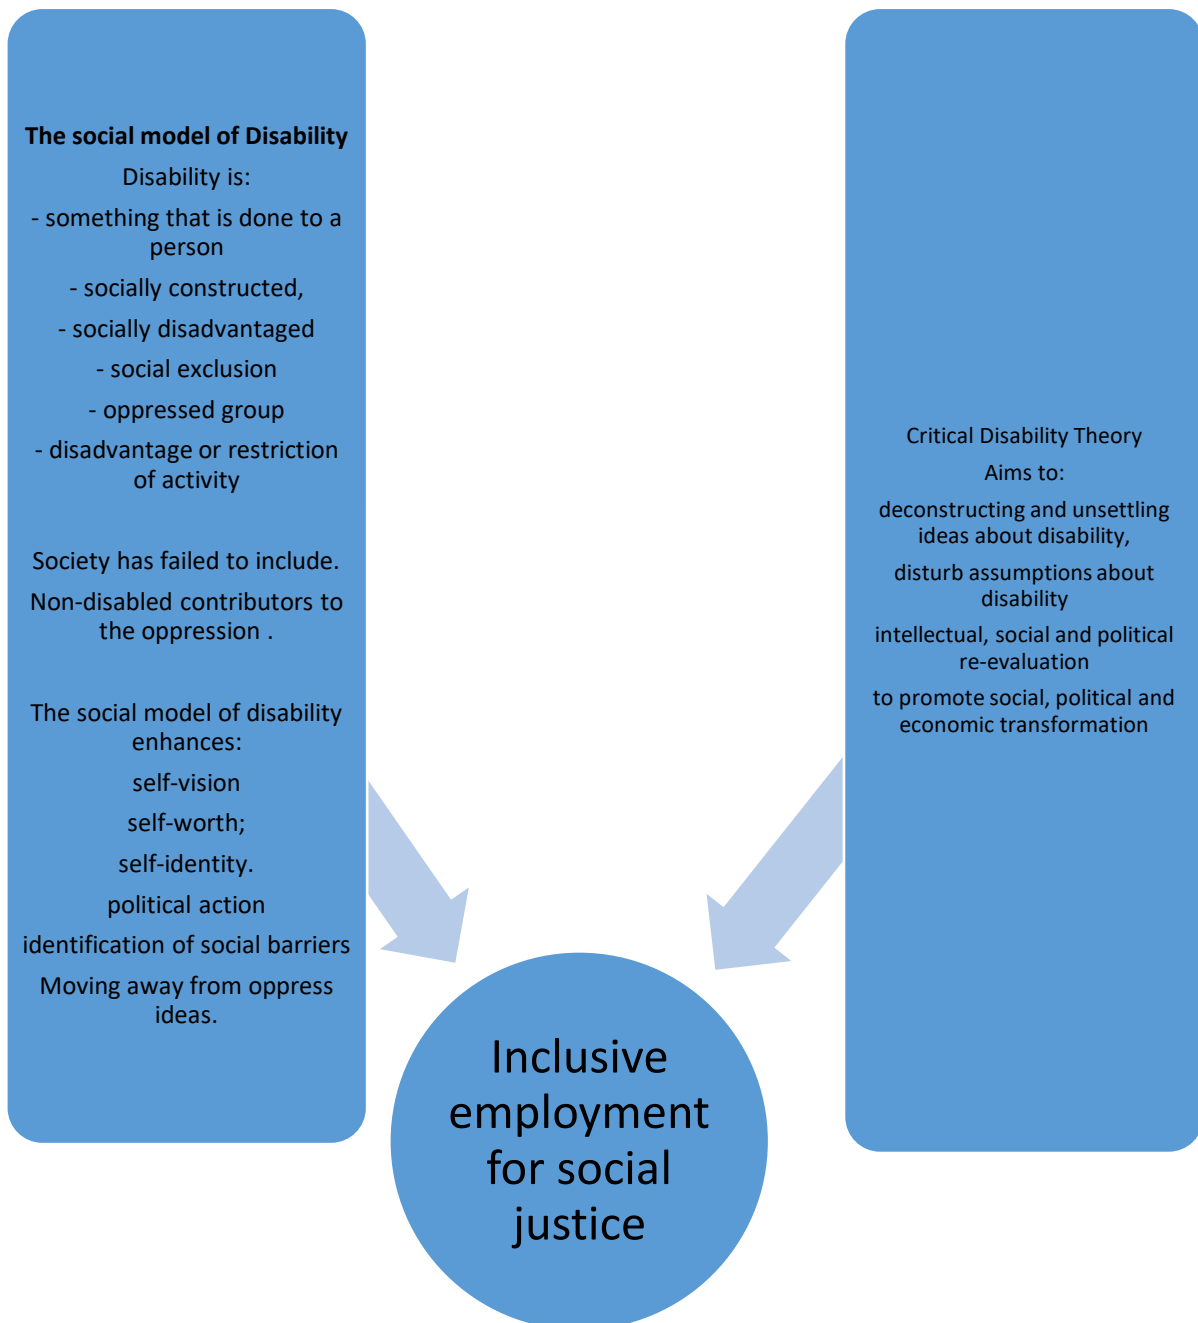 The social model of Disability
Disability is:
- something that is done to a
person
- socially constructed,
- socially disadvantaged
- social exclusion
- oppressed group
- disadvantage or restriction
of activity
Society has failed to include.
Non-disabled contributors to
the oppression .
The social model of disability
enhances:
self-vision
self-worth;
self-identity.
political action
identification of social barriers
Moving away from oppress
ideas.
Critical Disability Theory
Aims to:
deconstructing and unsettling
ideas about disability,
disturb assumptions about
disability
intellectual, social and political
re-evaluation
to promote social, political and
economic transformation
Inclusive
employment
for social
justice